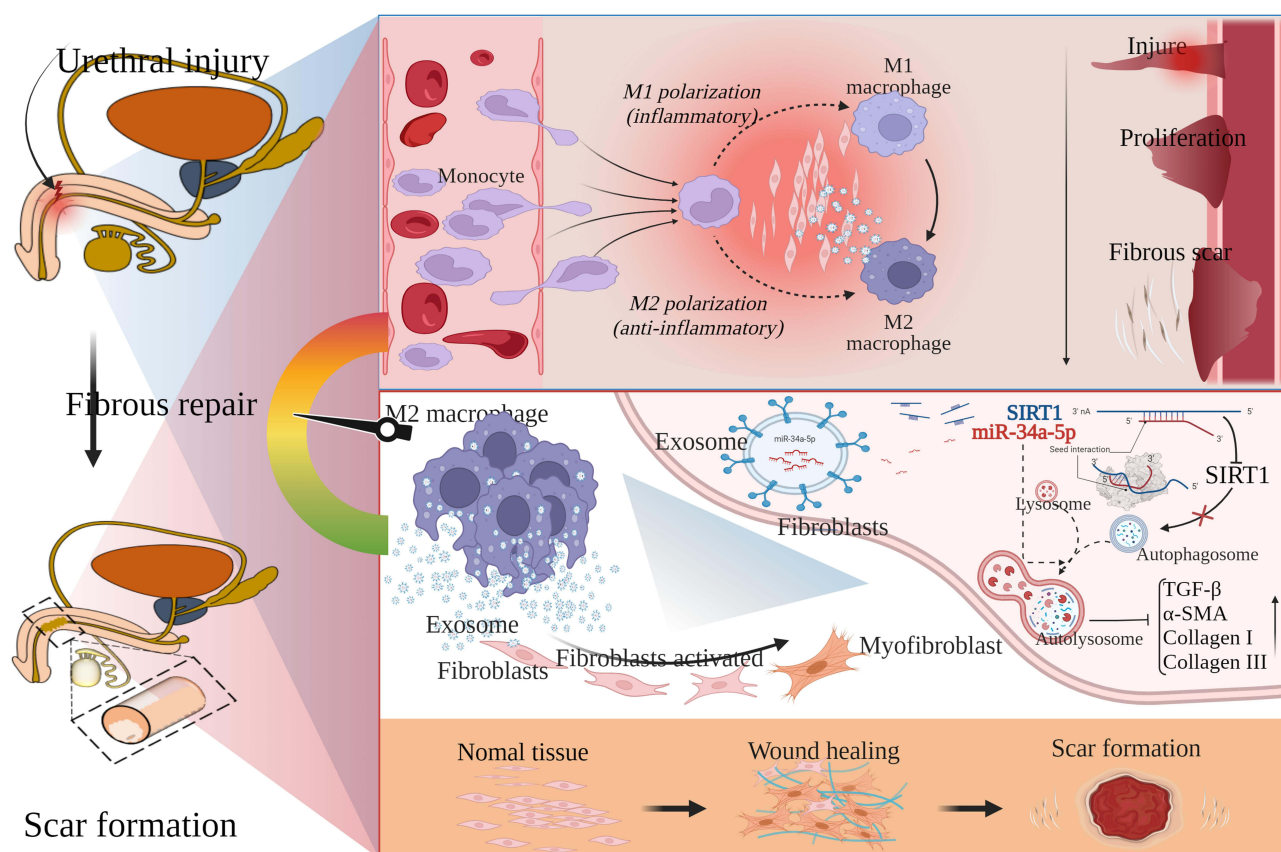 Urethral injury
Fibrous repair
Scar formation
Monocyte
M1 polarization
(inflammatory)
M1
macrophage
M2 polarization
(anti-inflammatory)
M2
macrophage
Injure
Proliferation
Fibrous scar
M2 macrophage
Exosome
Fibroblasts
Fibroblasts activated
Myofibroblast
Exosome
miR-34a-5p
Fibroblasts
SIRT1
miR-34a-5p
3' nA
5'
5'
3'
Seed interaction
3'
3'
5'
5'
SIRT1
Lysosome
Autophagosome
Autolysosome
TGF-β
α-SMA
Collagen I
Collagen III
Nomal tissue
Wound healing
Scar formation